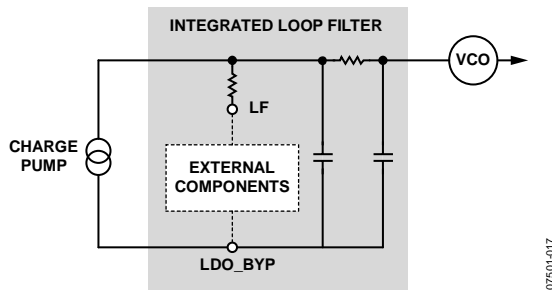 INTEGRATED LOOP FILTER
VCO
LF
CHARGE
PUMP
EXTERNAL
COMPONENTS
LDO_BYP
07501-017